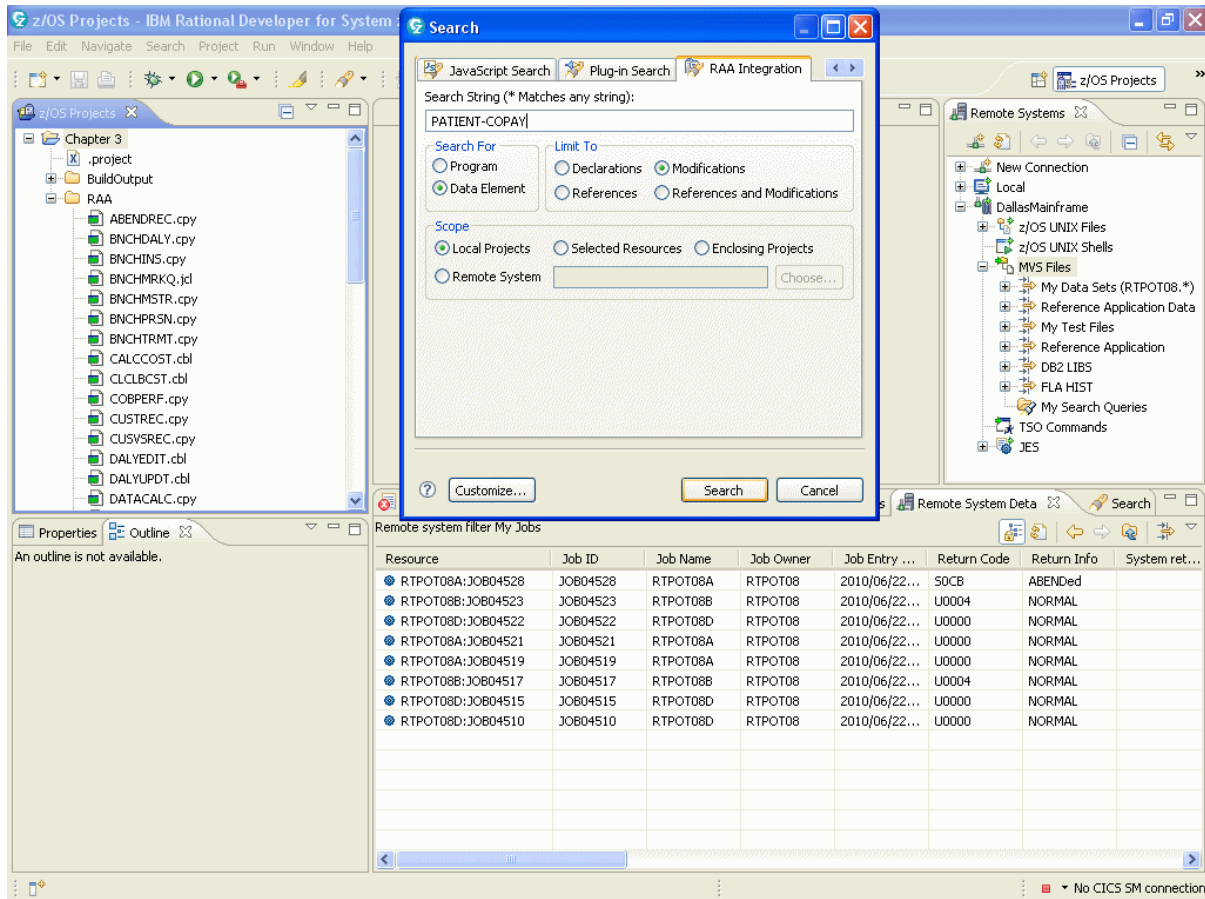 z/OS Projects - IBM Rational Developer for System
File Edit Navigate Search Project Run Window Help
z/OS Projects
z/OS Projects
Chapter 3
.project
BuildOutput
RAA
ABENDREC.cpy
BNCHDALY.cpy
BNCHINS.cpy
BNCHMRKQ.jcl
BNCHMSTR.cpy
BNCHPRSN.cpy
BNCHTRMT.cpy
CALCCOST.cbl
CLCLBCST.cbl
COBPERF.cpy
CUSTREC.cpy
CUSVSREC.cpy
DALYEDIT.cbl
DALYUPDT.cbl
DATACALC.cpy
Search
JavaScript Search Plug-in Search RAA Integration
Search String (* Matches any string):
PATIENT-COPAY
Search For
Program
Data Element
Limit To
Declarations Modifications
References References and Modifications
Scope
Local Projects Selected Resources Enclosing Projects
Remote System Choose...
Customize... Search Cancel
Remote Systems
New Connection
Local
DallasMainframe
z/OS UNIX Files
z/OS UNIX Shells
MVS Files
My Data Sets (RTPOT08.*)
Reference Application Data
My Test Files
Reference Application
DB2 LIBS
FLA HIST
My Search Queries
TSO Commands
JES
Properties Outline
An outline is not available.
Remote System Deta Search
Remote system filter My Jobs
Resource Job ID Job Name Job Owner Job Entry ... Return Code Return Info System ret...
RTPOT08A:JOB04528 JOB04528 RTPOT08A RTPOT08 2010/06/22... S0CB ABENDed
RTPOT08B:JOB04523 JOB04523 RTPOT08B RTPOT08 2010/06/22... U0004 NORMAL
RTPOT08D:JOB04522 JOB04522 RTPOT08D RTPOT08 2010/06/22... U0000 NORMAL
RTPOT08A:JOB04521 JOB04521 RTPOT08A RTPOT08 2010/06/22... U0000 NORMAL
RTPOT08A:JOB04519 JOB04519 RTPOT08A RTPOT08 2010/06/22... U0000 NORMAL
RTPOT08B:JOB04517 JOB04517 RTPOT08B RTPOT08 2010/06/22... U0004 NORMAL
RTPOT08D:JOB04515 JOB04515 RTPOT08D RTPOT08 2010/06/22... U0000 NORMAL
RTPOT08D:JOB04510 JOB04510 RTPOT08D RTPOT08 2010/06/22... U0000 NORMAL
No CICS SM connection